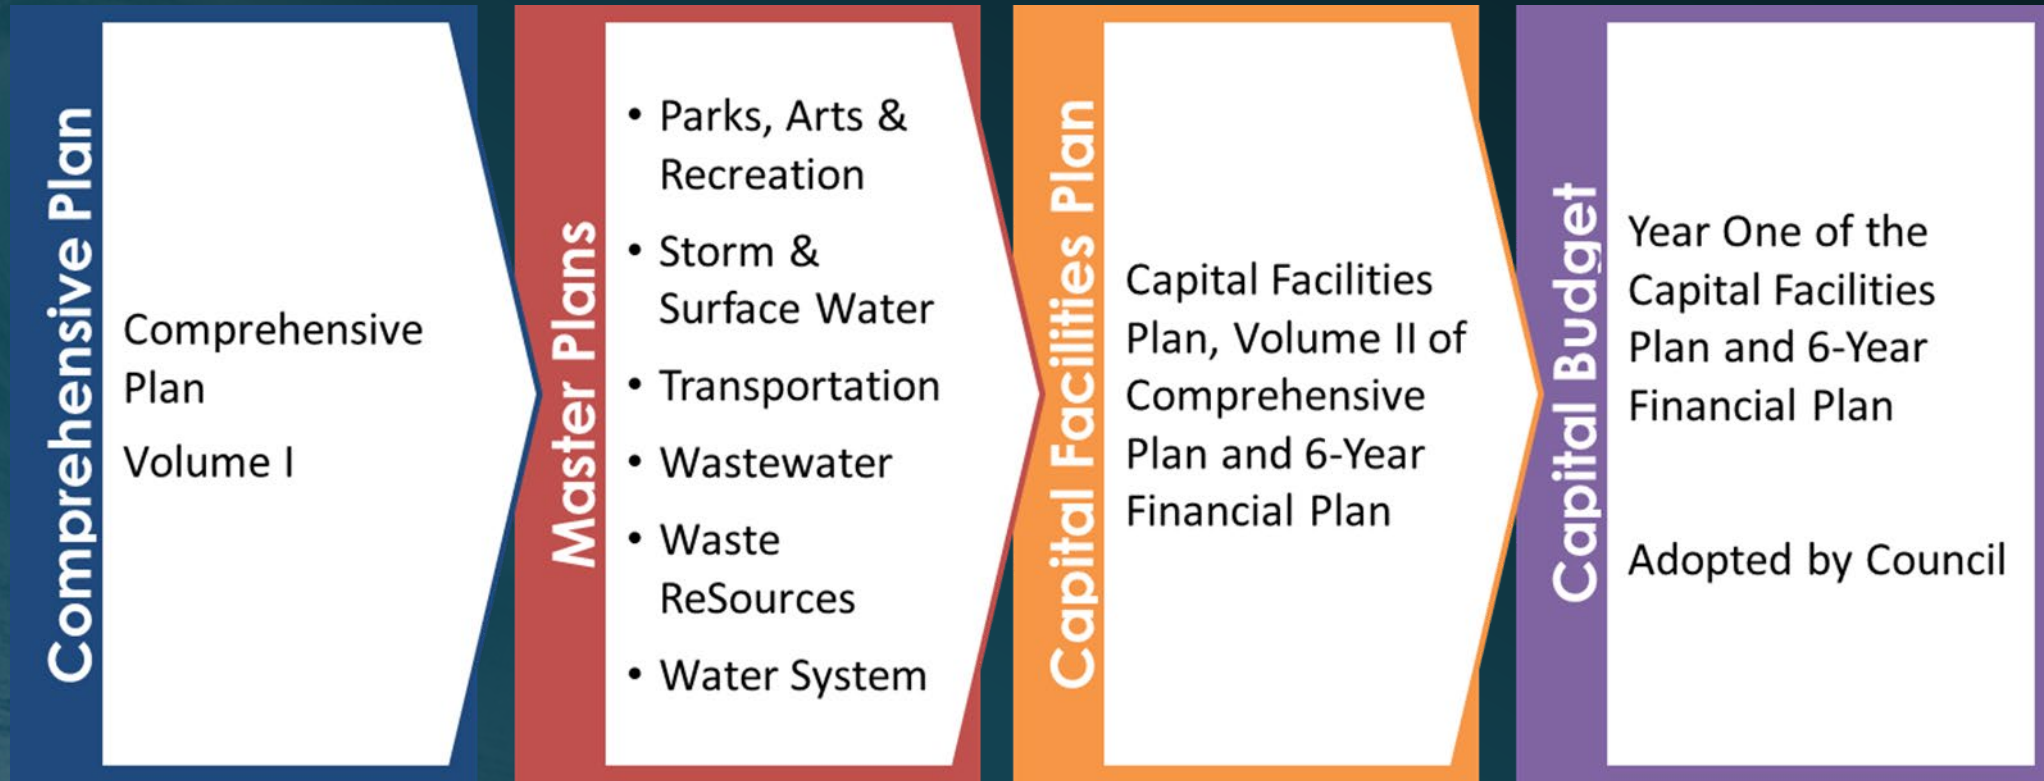 Comprehensive Plan
Comprehensive
Plan
Volume I
Master Plans
• Parks, Arts &
Recreation
• Storm &
Surface Water
• Transportation
• Wastewater
• Waste
ReSources
• Water System
Capital Facilities Plan
Capital Facilities
Plan, Volume II of
Comprehensive
Plan and 6-Year
Financial Plan
Capital Budget
Year One of the
Capital Facilities
Plan and 6-Year
Financial Plan
Adopted by Council